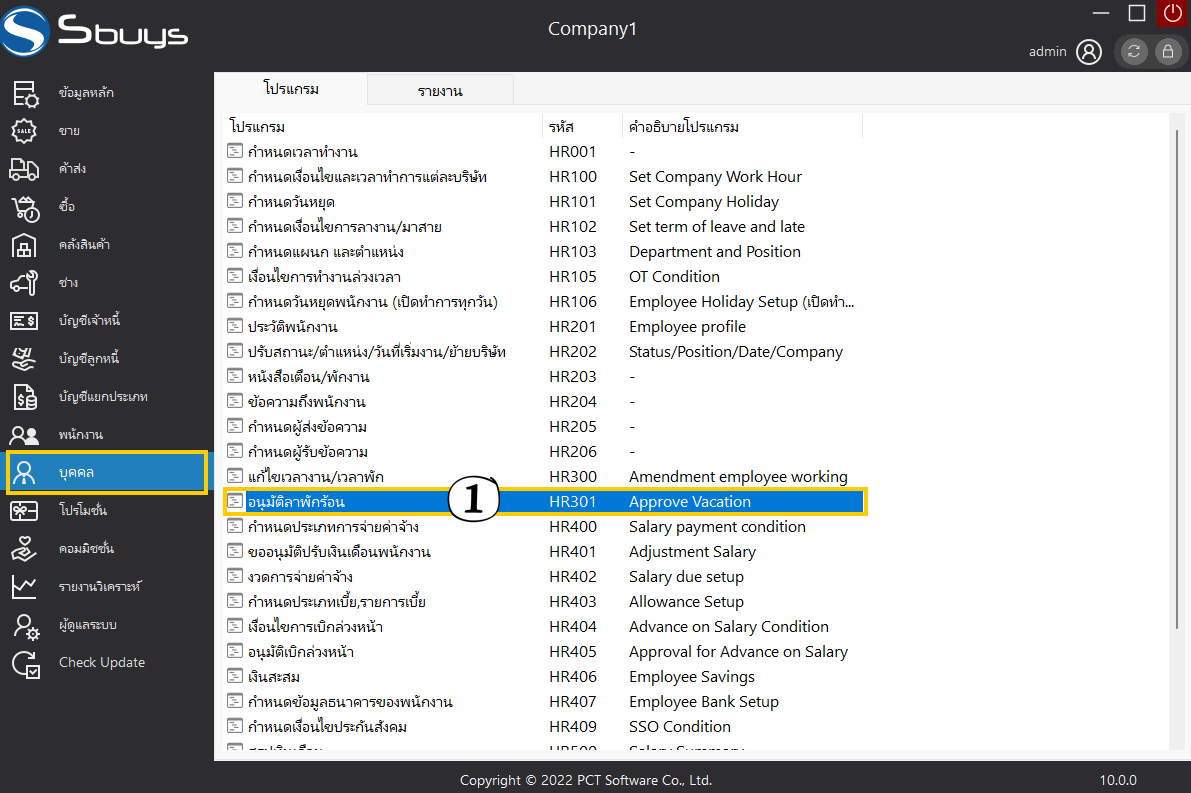 Sbuys
Company1
admin
ข้อมูลหลัก
ขาย
ค้าส่ง
ซื้อ
คลังสินค้า
ช่าง
บัญชีเจ้าหนี้
บัญชีลูกหนี้
บัญชีแยกประเภท
พนักงาน
บุคคล
โปรโมชั่น
คอมมิชชั่น
รายงานวิเคราะห์
ผู้ดูแลระบบ
Check Update
โปรแกรม รายงาน
โปรแกรม รหัส คำอธิบายโปรแกรม
กำหนดเวลาทำงาน HR001 -
กำหนดเงื่อนไขและเวลาทำการแต่ละบริษัท HR100 Set Company Work Hour
กำหนดวันหยุด HR101 Set Company Holiday
กำหนดเงื่อนไขการลางาน/มาสาย HR102 Set term of leave and late
กำหนดแผนก และตำแหน่ง HR103 Department and Position
เงื่อนไขการทำงานล่วงเวลา HR105 OT Condition
กำหนดวันหยุดพนักงาน (เปิดทำการทุกวัน) HR106 Employee Holiday Setup (เปิดทำ...
ประวัติพนักงาน HR201 Employee profile
ปรับสถานะ/ตำแหน่ง/วันที่เริ่มงาน/ย้ายบริษัท HR202 Status/Position/Date/Company
หนังสือเตือน/พักงาน HR203 -
ข้อความถึงพนักงาน HR204 -
กำหนดผู้ส่งข้อความ HR205 -
กำหนดผู้รับข้อความ HR206 -
แก้ไขเวลางาน/เวลาพัก HR300 Amendment employee working
อนุมัติลาพักร้อน 1 HR301 Approve Vacation
กำหนดประเภทการจ่ายค่าจ้าง HR400 Salary payment condition
ขออนุมัติปรับเงินเดือนพนักงาน HR401 Adjustment Salary
งวดการจ่ายค่าจ้าง HR402 Salary due setup
กำหนดประเภทเบี้ย,รายการเบี้ย HR403 Allowance Setup
เงื่อนไขการเบิกล่วงหน้า HR404 Advance on Salary Condition
อนุมัติเบิกล่วงหน้า HR405 Approval for Advance on Salary
เงินสะสม HR406 Employee Savings
กำหนดข้อมูลธนาคารของพนักงาน HR407 Employee Bank Setup
กำหนดเงื่อนไขประกันสังคม HR409 SSO Condition
HR500 Salary Summary
Copyright © 2022 PCT Software Co., Ltd. 10.0.0